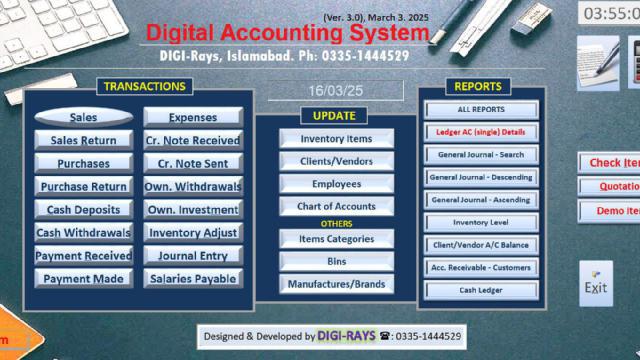 (Ver. 3.0), March 3. 2025
Digital Accounting System
DIGI-Rays, Islamabad. Ph: 0335-1444529
03:55:0
16/03/25
TRANSACTIONS
Sales
Expenses
Sales Return
Cr. Note Received
Purchases
Cr. Note Sent
Purchase Return
Own. Withdrawals
Cash Deposits
Own. Investment
Cash Withdrawals
Inventory Adjust
Payment Received
Journal Entry
Payment Made
Salaries Payable
UPDATE
Inventory Items
Clients/Vendors
Employees
Chart of Accounts
OTHERS
Items Categories
Bins
Manufactures/Brands
REPORTS
ALL REPORTS
Ledger AC (single) Details
General Journal - Search
General Journal - Descending
General Journal - Ascending
Inventory Level
Client/Vendor A/C Balance
Acc. Receivable - Customers
Cash Ledger
Check Iter
Quotatio
Demo Iter
Exit
m
Designed & Developed by DIGI-RAYS ☎: 0335-1444529